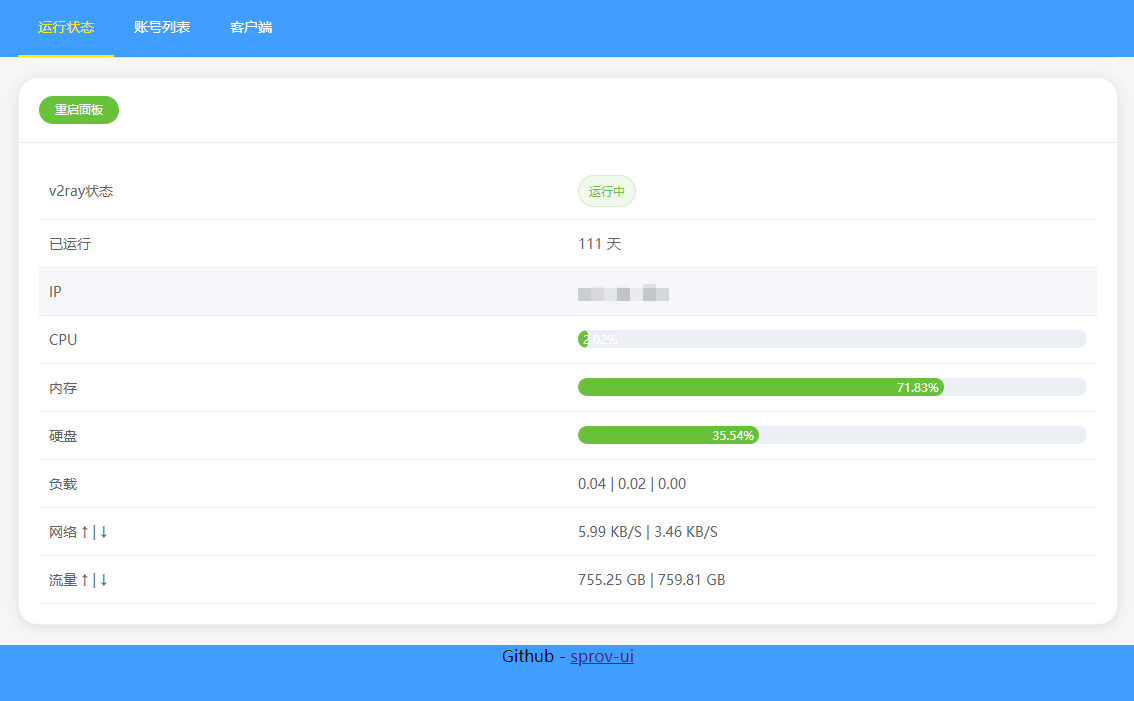 运行状态 账号列表 客户端
重启面板
v2ray状态 运行中
已运行 111 天
IP
CPU 2.02%
内存 71.83%
硬盘 35.54%
负载 0.04 | 0.02 | 0.00
网络 ↑ | ↓ 5.99 KB/S | 3.46 KB/S
流量 ↑ | ↓ 755.25 GB | 759.81 GB
Github - sprov-ui